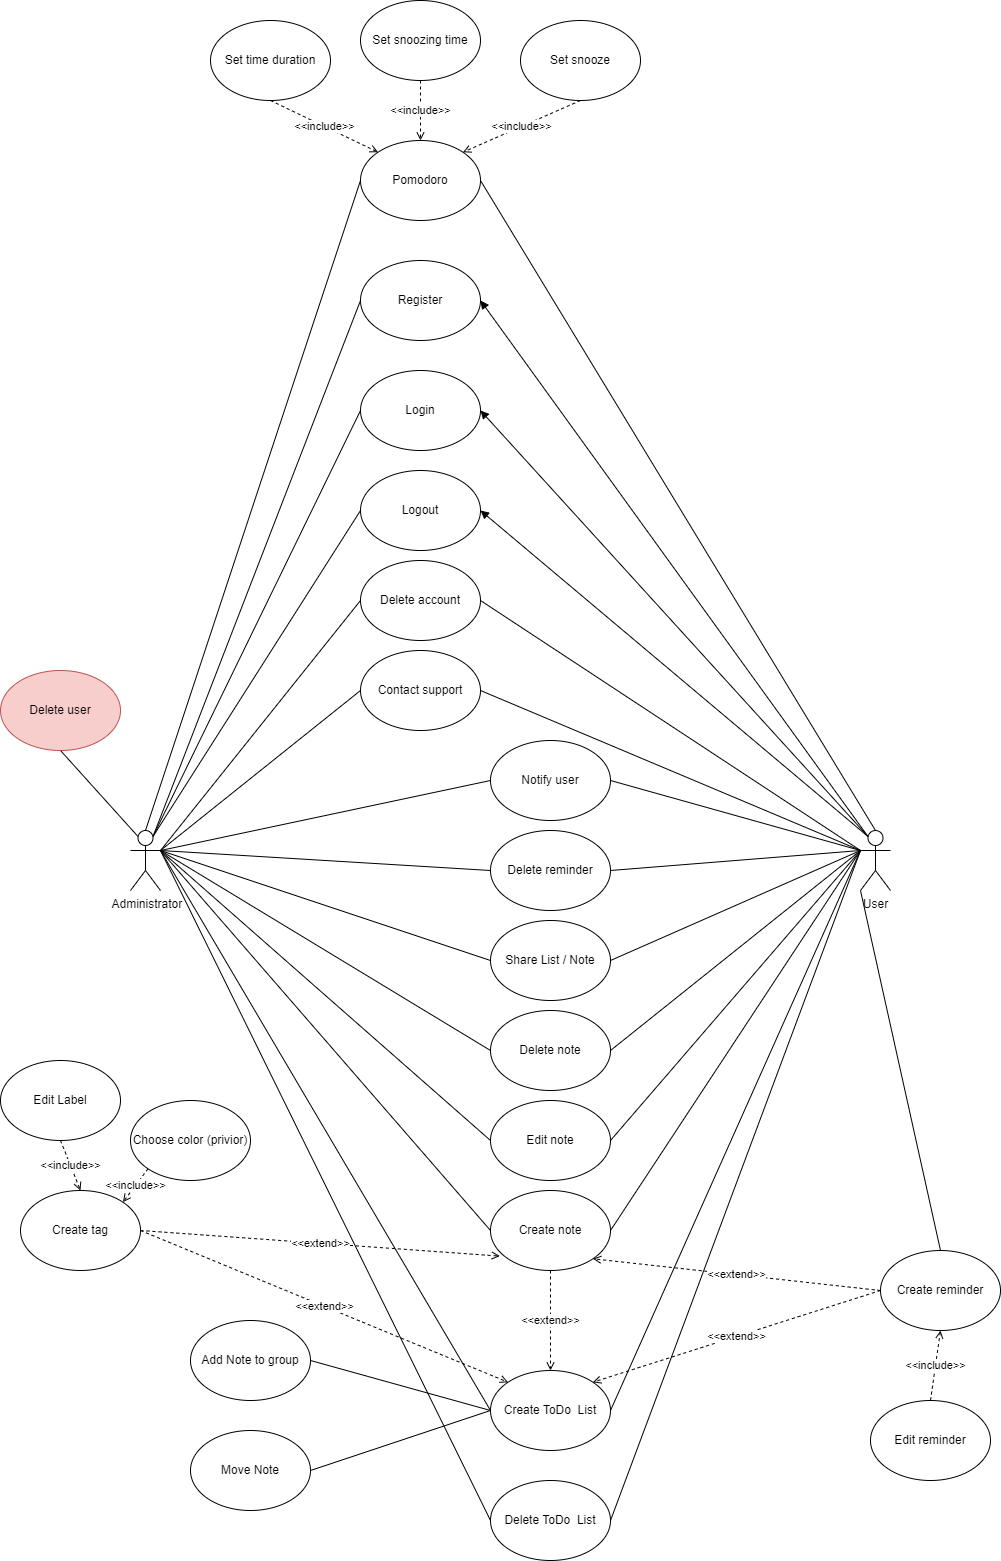 Set snoozing time
Set time duration
Set snooze
<<include>>
<<include>>
<<include>>
Pomodoro
Register
Login
Logout
Delete account
Contact support
Delete user
Notify user
Delete reminder
Administrator
User
Share List / Note
Delete note
Edit Label
Choose color (privior)
Edit note
<<include>>
<<include>>
Create tag
Create note
<<extend>>
<<extend>>
Create reminder
<<extend>>
<<extend>>
<<extend>>
Add Note to group
<<include>>
Create ToDo  List
Edit reminder
Move Note
Delete ToDo  List